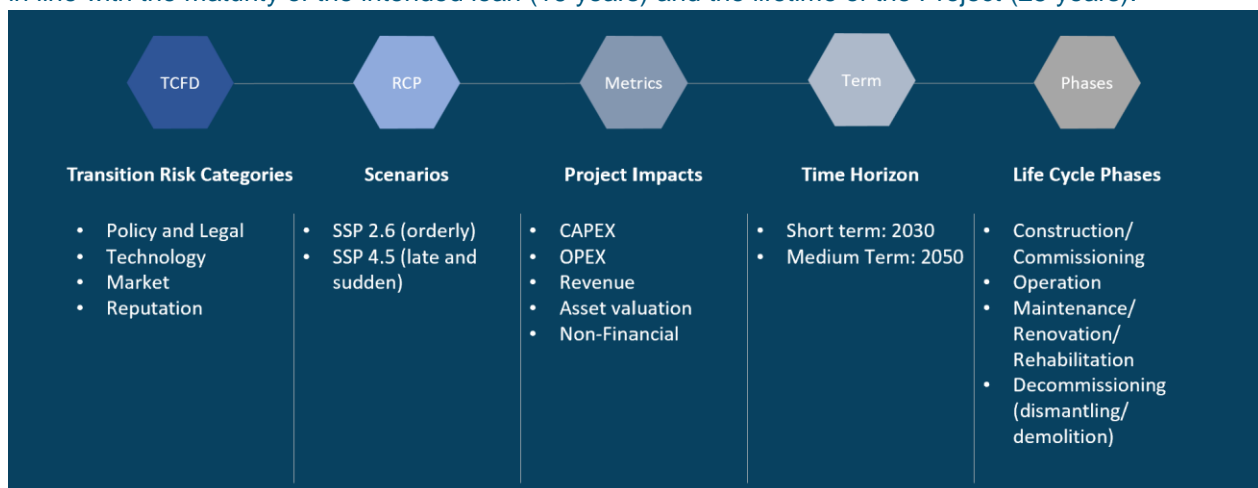 in line with the maturity of the intended loan
years) and the lifetime of the Project
years).
TCFD
RCP
Metrics
Term
Phases
Transition Risk Categories
Scenarios
Project Impacts
Time Horizon
Life Cycle Phases
• Policy and Legal
• Technology
• Market
• Reputation
• SSP 2.6 (orderly)
• SSP 4.5 (late and
sudden)
• CAPEX
• OPEX
• Revenue
• Asset valuation
• Non-Financial
• Short term: 2030
• Medium Term: 2050
• Construction/
Commissioning
• Operation
• Maintenance/
Renovation/
Rehabilitation
• Decommissioning
(dismantling/
demolition)